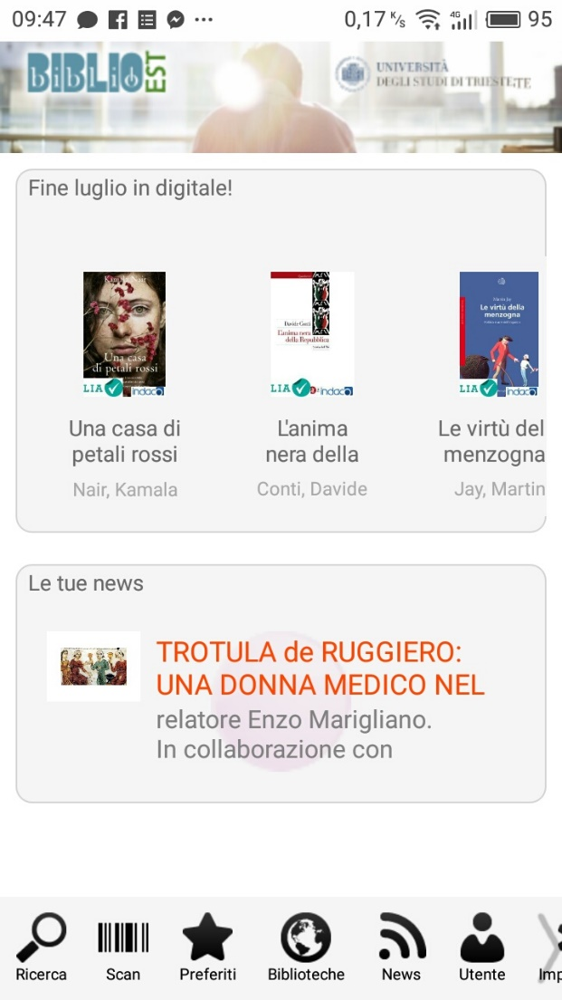 09:47
0,17 K/s 4G 95
BIBLIOEST
UNIVERSITÀ
DEGLI STUDI DI TRIESTE
Fine luglio in digitale!
Una casa
di petali rossi
LIA indaco
Davide Conti
L'anima nera
della Repubblica
LIA indaco
Martin Jay
Le virtù della
menzogna
LIA indaco
Una casa di
petali rossi
Nair, Kamala
L'anima
nera della
Conti, Davide
Le virtù del
menzogna
Jay, Martin
Le tue news
TROTULA de RUGGIERO:
UNA DONNA MEDICO NEL
relatore Enzo Marigliano.
In collaborazione con
Ricerca
Scan
Preferiti
Biblioteche
News
Utente
Imp